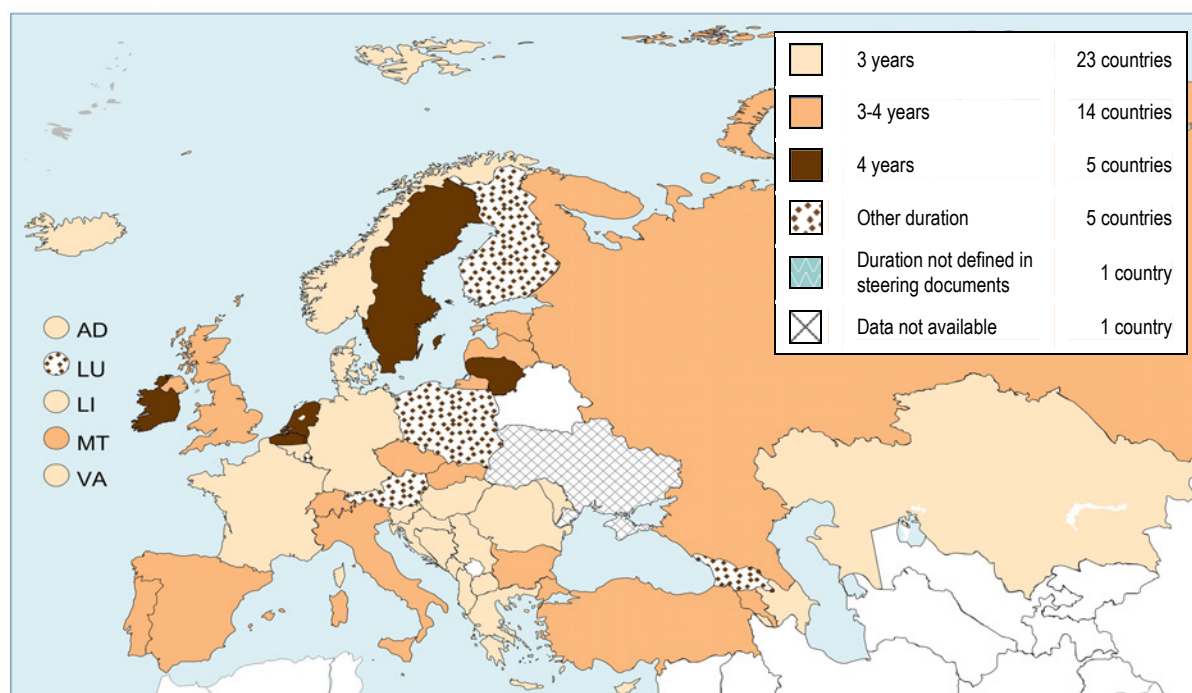 3 years 23 countries
3-4 years 14 countries
4 years 5 countries
Other duration 5 countries
Duration not defined in
steering documents 1 country
Data not available 1 country
AD
LU
LI
MT
VA